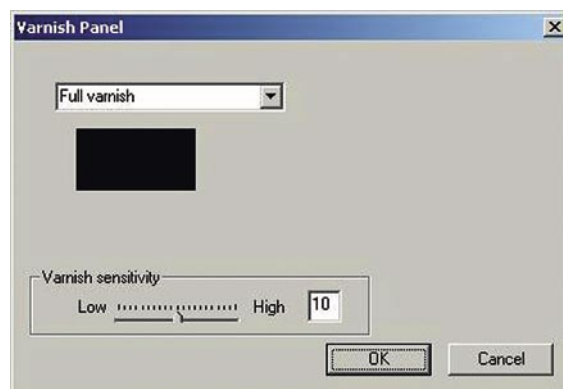 Varnish Panel
Full varnish
Varnish sensitivity
Low High 10
OK Cancel